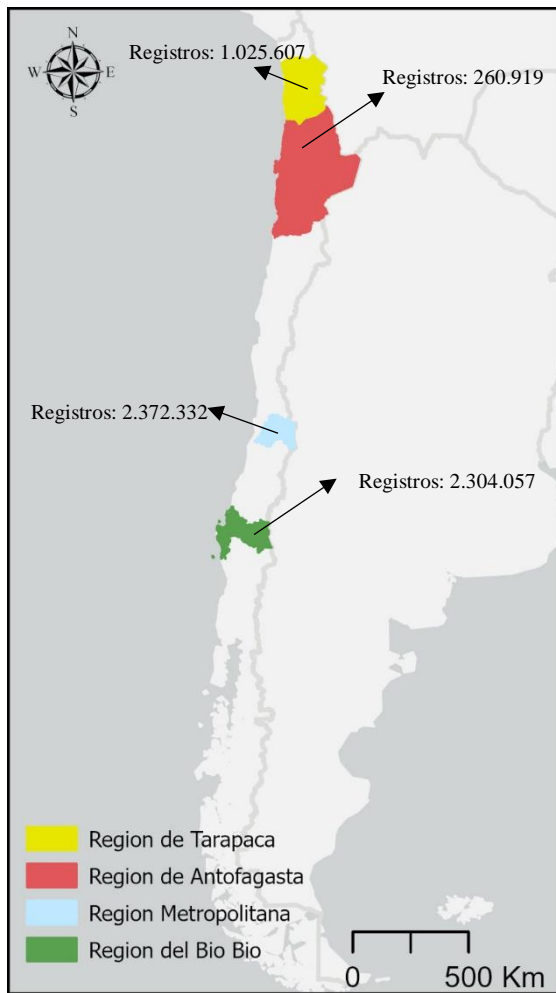 N
W E
S
Registros: 1.025.607
Registros: 260.919
Registros: 2.372.332
Registros: 2.304.057
Region de Tarapaca
Region de Antofagasta
Region Metropolitana
Region del Bio Bio
0 500 Km